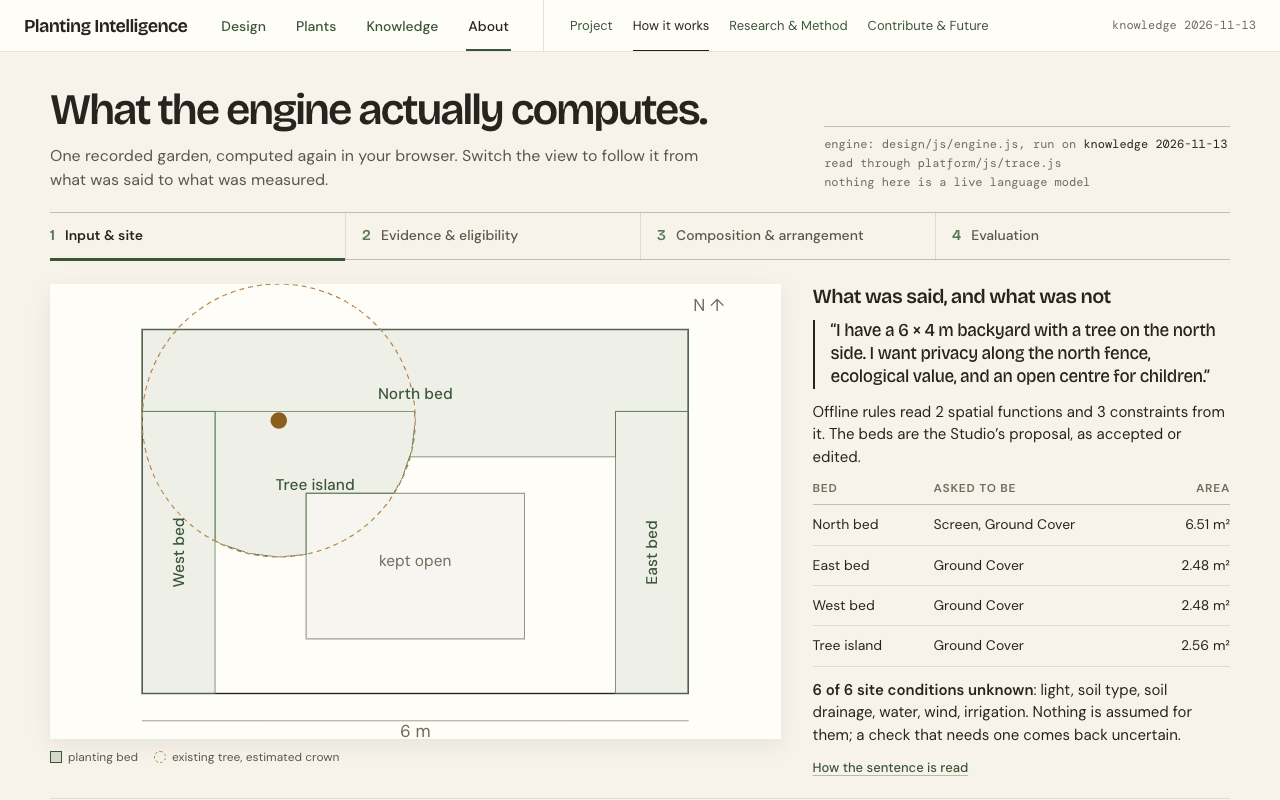 Planting Intelligence
Design
Plants
Knowledge
About
Project
How it works
Research & Method
Contribute & Future
knowledge 2026-11-13
What the engine actually computes.
One recorded garden, computed again in your browser. Switch the view to follow it from
what was said to what was measured.
engine: design/js/engine.js, run on knowledge 2026-11-13
read through platform/js/trace.js
nothing here is a live language model
1 Input & site
2 Evidence & eligibility
3 Composition & arrangement
4 Evaluation
N ↑
North bed
Tree island
West bed
kept open
East bed
6 m
planting bed
existing tree, estimated crown
What was said, and what was not
“I have a 6 × 4 m backyard with a tree on the north
side. I want privacy along the north fence,
ecological value, and an open centre for children.”
Offline rules read 2 spatial functions and 3 constraints from
it. The beds are the Studio’s proposal, as accepted or
edited.
BED ASKED TO BE AREA
North bed Screen, Ground Cover 6.51 m²
East bed Ground Cover 2.48 m²
West bed Ground Cover 2.48 m²
Tree island Ground Cover 2.56 m²
6 of 6 site conditions unknown: light, soil type, soil
drainage, water, wind, irrigation. Nothing is assumed for
them; a check that needs one comes back uncertain.
How the sentence is read